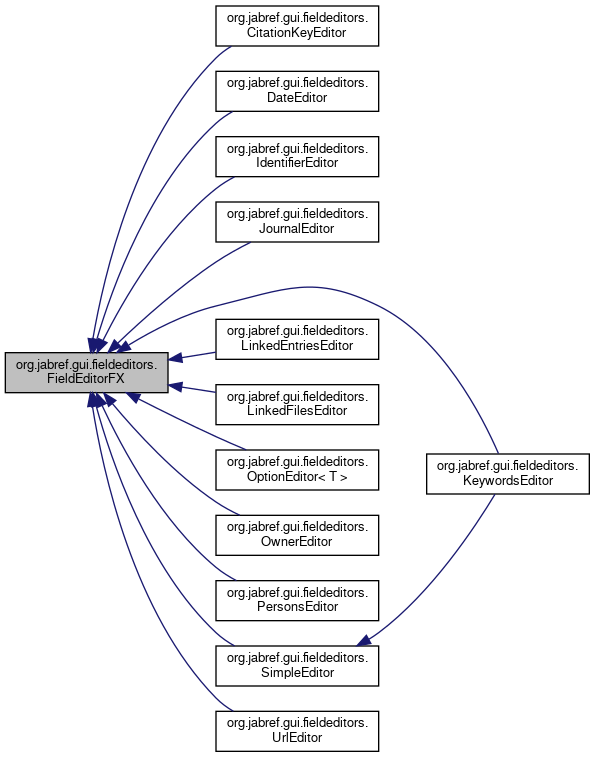 org.jabref.gui.fieldeditors.
CitationKeyEditor
org.jabref.gui.fieldeditors.
DateEditor
org.jabref.gui.fieldeditors.
IdentifierEditor
org.jabref.gui.fieldeditors.
JournalEditor
org.jabref.gui.fieldeditors.
LinkedEntriesEditor
org.jabref.gui.fieldeditors.
FieldEditorFX
org.jabref.gui.fieldeditors.
LinkedFilesEditor
org.jabref.gui.fieldeditors.
OptionEditor< T >
org.jabref.gui.fieldeditors.
KeywordsEditor
org.jabref.gui.fieldeditors.
OwnerEditor
org.jabref.gui.fieldeditors.
PersonsEditor
org.jabref.gui.fieldeditors.
SimpleEditor
org.jabref.gui.fieldeditors.
UrlEditor